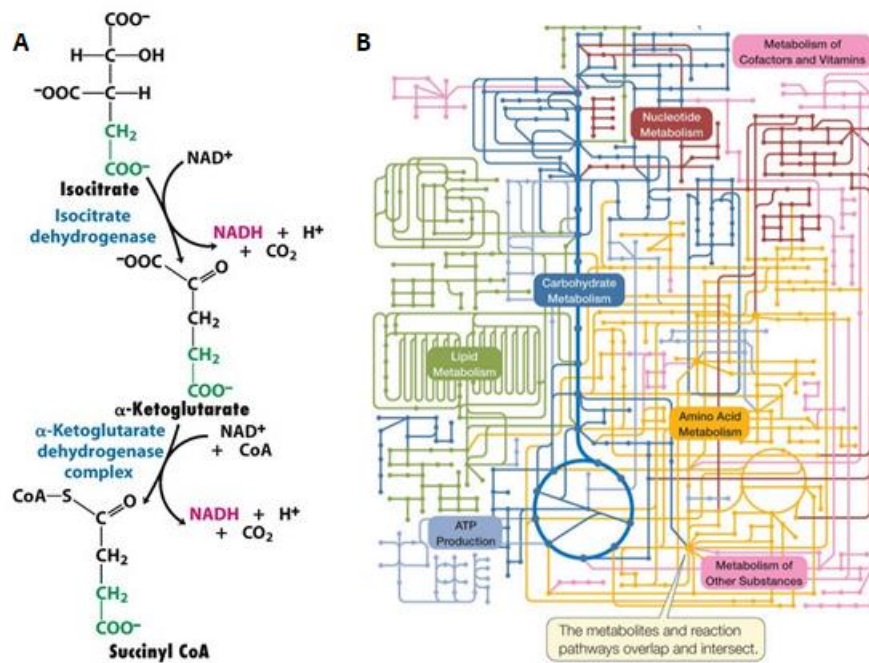 A
COO⁻
H—C—OH
⁻OOC—C—H
CH₂
COO⁻
Isocitrate
NAD⁺
Isocitrate
dehydrogenase
NADH + H⁺
+ CO₂
⁻OOC
C
O
CH₂
CH₂
COO⁻
α-Ketoglutarate
α-Ketoglutarate
dehydrogenase
complex
NAD⁺
+ CoA
NADH + H⁺
+ CO₂
CoA—S
C
O
CH₂
CH₂
COO⁻
Succinyl CoA
B
Metabolism of
Cofactors and Vitamins
Nucleotide
Metabolism
Carbohydrate
Metabolism
Lipid
Metabolism
Amino Acid
Metabolism
ATP
Production
Metabolism of
Other Substances
The metabolites and reaction
pathways overlap and intersect.